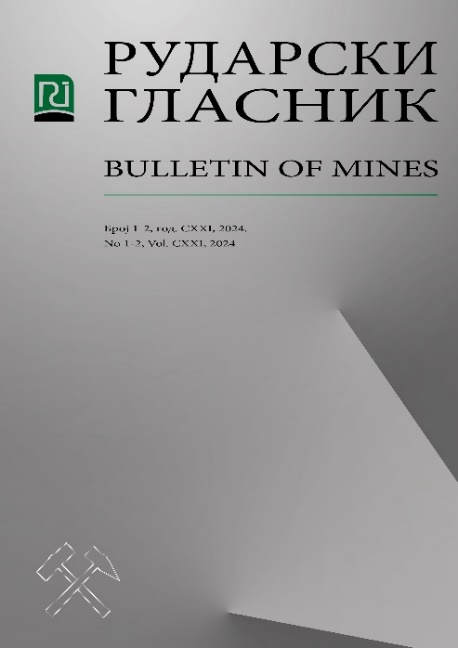 РУДАРСКИ
ГЛАСНИК
BULLETIN OF MINES
Број 1-2, год. CXXI, 2024.
No 1-2, Vol. CXXI, 2024